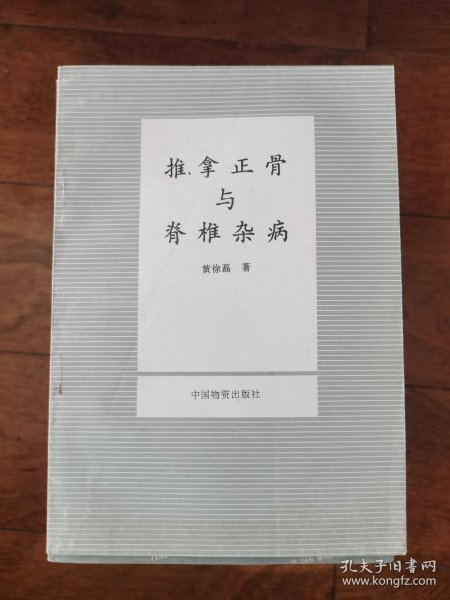 推拿正骨
与
脊椎杂病
黄徐磊 著
中国物资出版社
孔夫子旧书网
www.kongfz.com